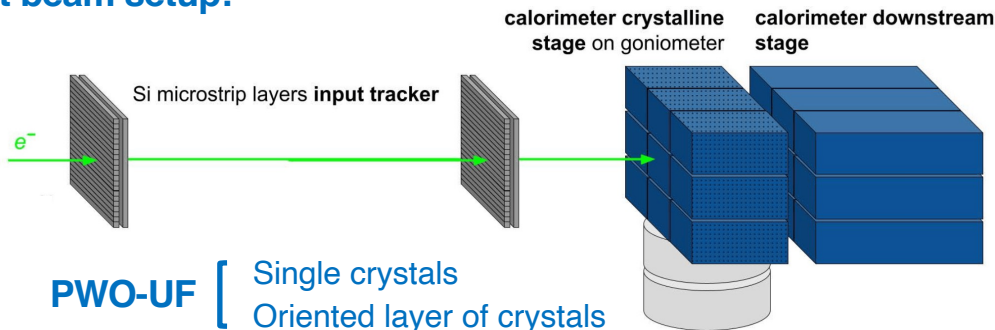 t beam setup:
calorimeter crystalline
stage on goniometer
calorimeter downstream
stage
Si microstrip layers input tracker
e⁻
PWO-UF
Single crystals
Oriented layer of crystals